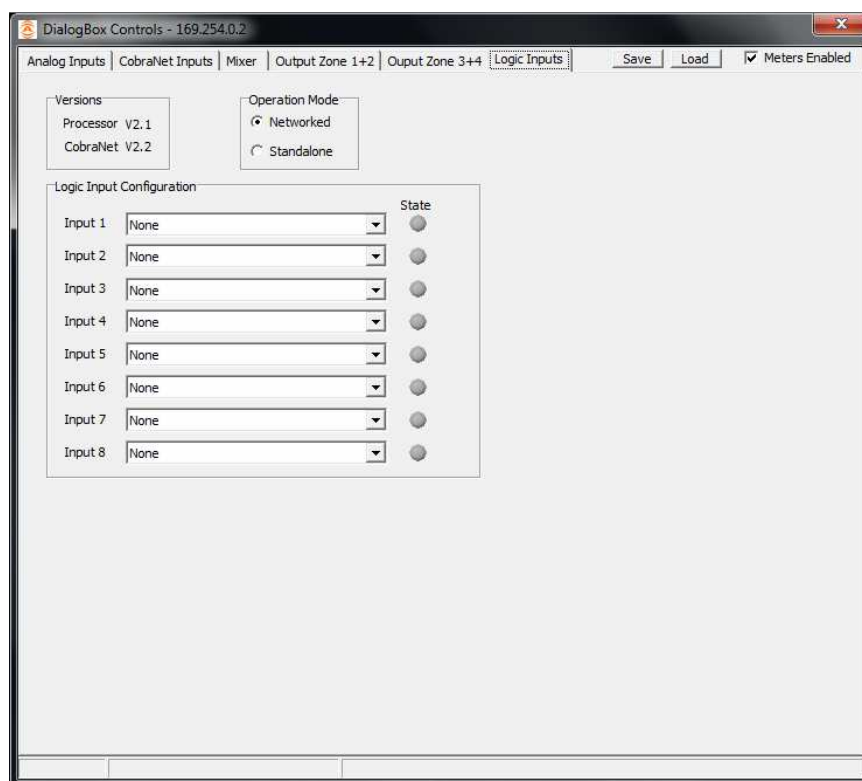 DialogBox Controls - 169.254.0.2
Analog Inputs CobraNet Inputs Mixer Output Zone 1+2 Ouput Zone 3+4 Logic Inputs Save Load Meters Enabled
Versions
Processor V2.1
CobraNet V2.2
Operation Mode
Networked
Standalone
Logic Input Configuration
State
Input 1 None
Input 2 None
Input 3 None
Input 4 None
Input 5 None
Input 6 None
Input 7 None
Input 8 None